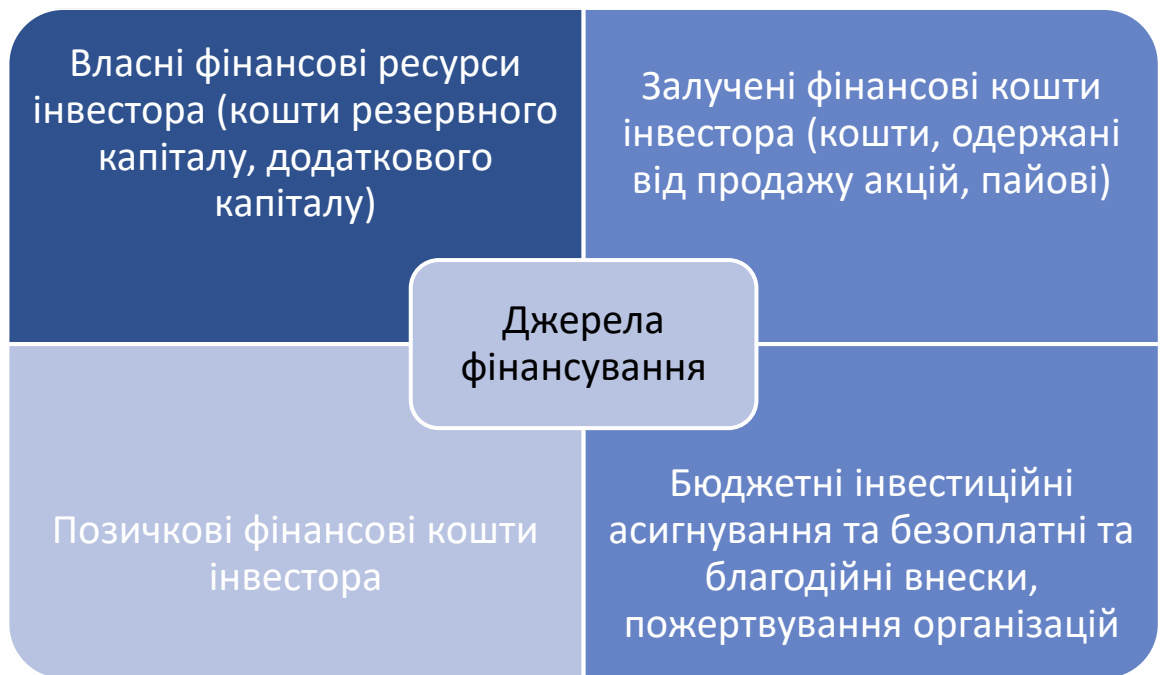 Власні фінансові ресурси
інвестора (кошти резервного
капіталу, додаткового
капіталу)
Залучені фінансові кошти
інвестора (кошти, одержані
від продажу акцій, пайові)
Джерела
фінансування
Позичкові фінансові кошти
інвестора
Бюджетні інвестиційні
асигнування та безоплатні та
благодійні внески,
пожертвування організацій